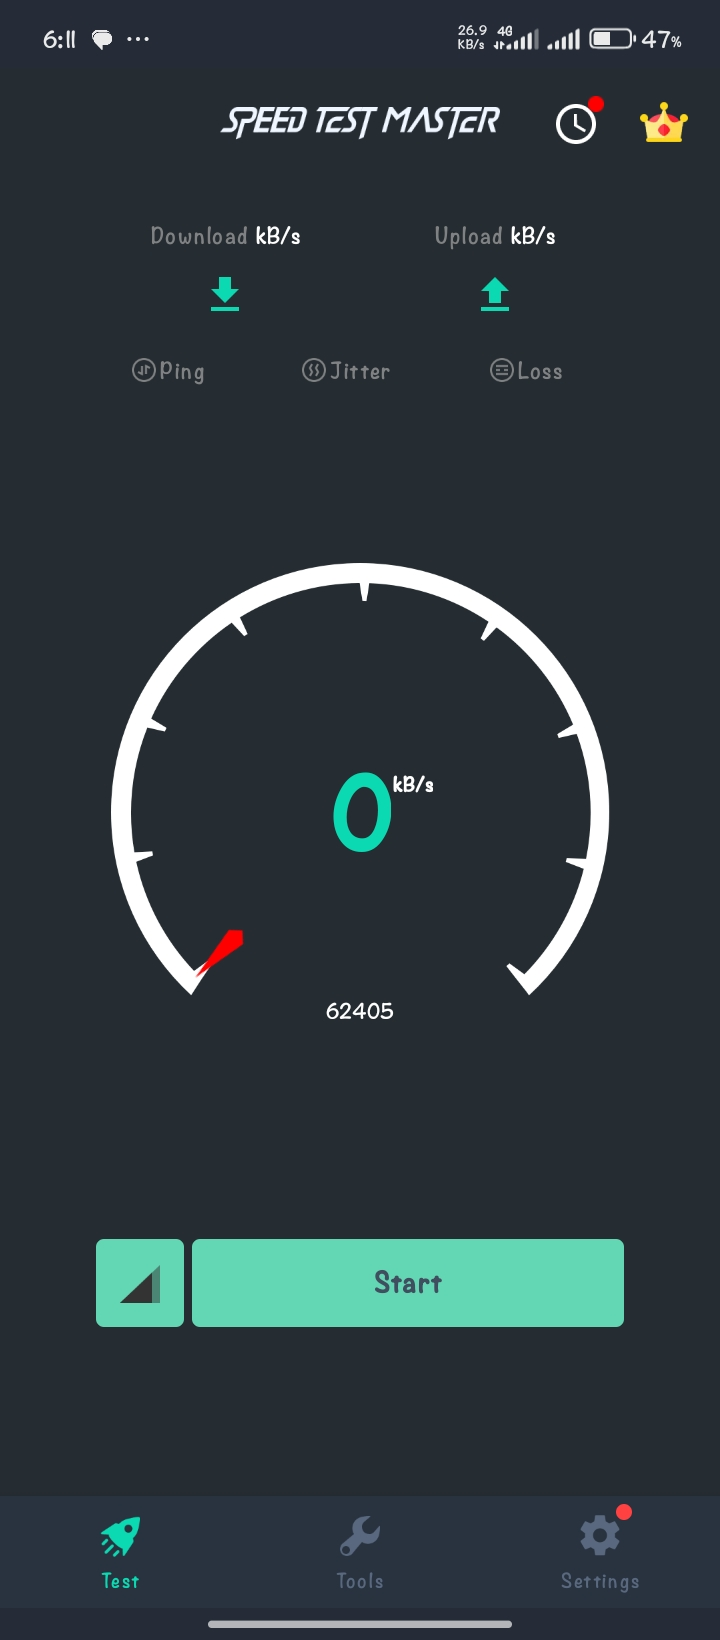 6:11 ... 26.9 KB/s 4G 47%
SPEED TEST MASTER
Download kB/s Upload kB/s
Ping Jitter Loss
0 kB/s
62405
Start
Test Tools Settings